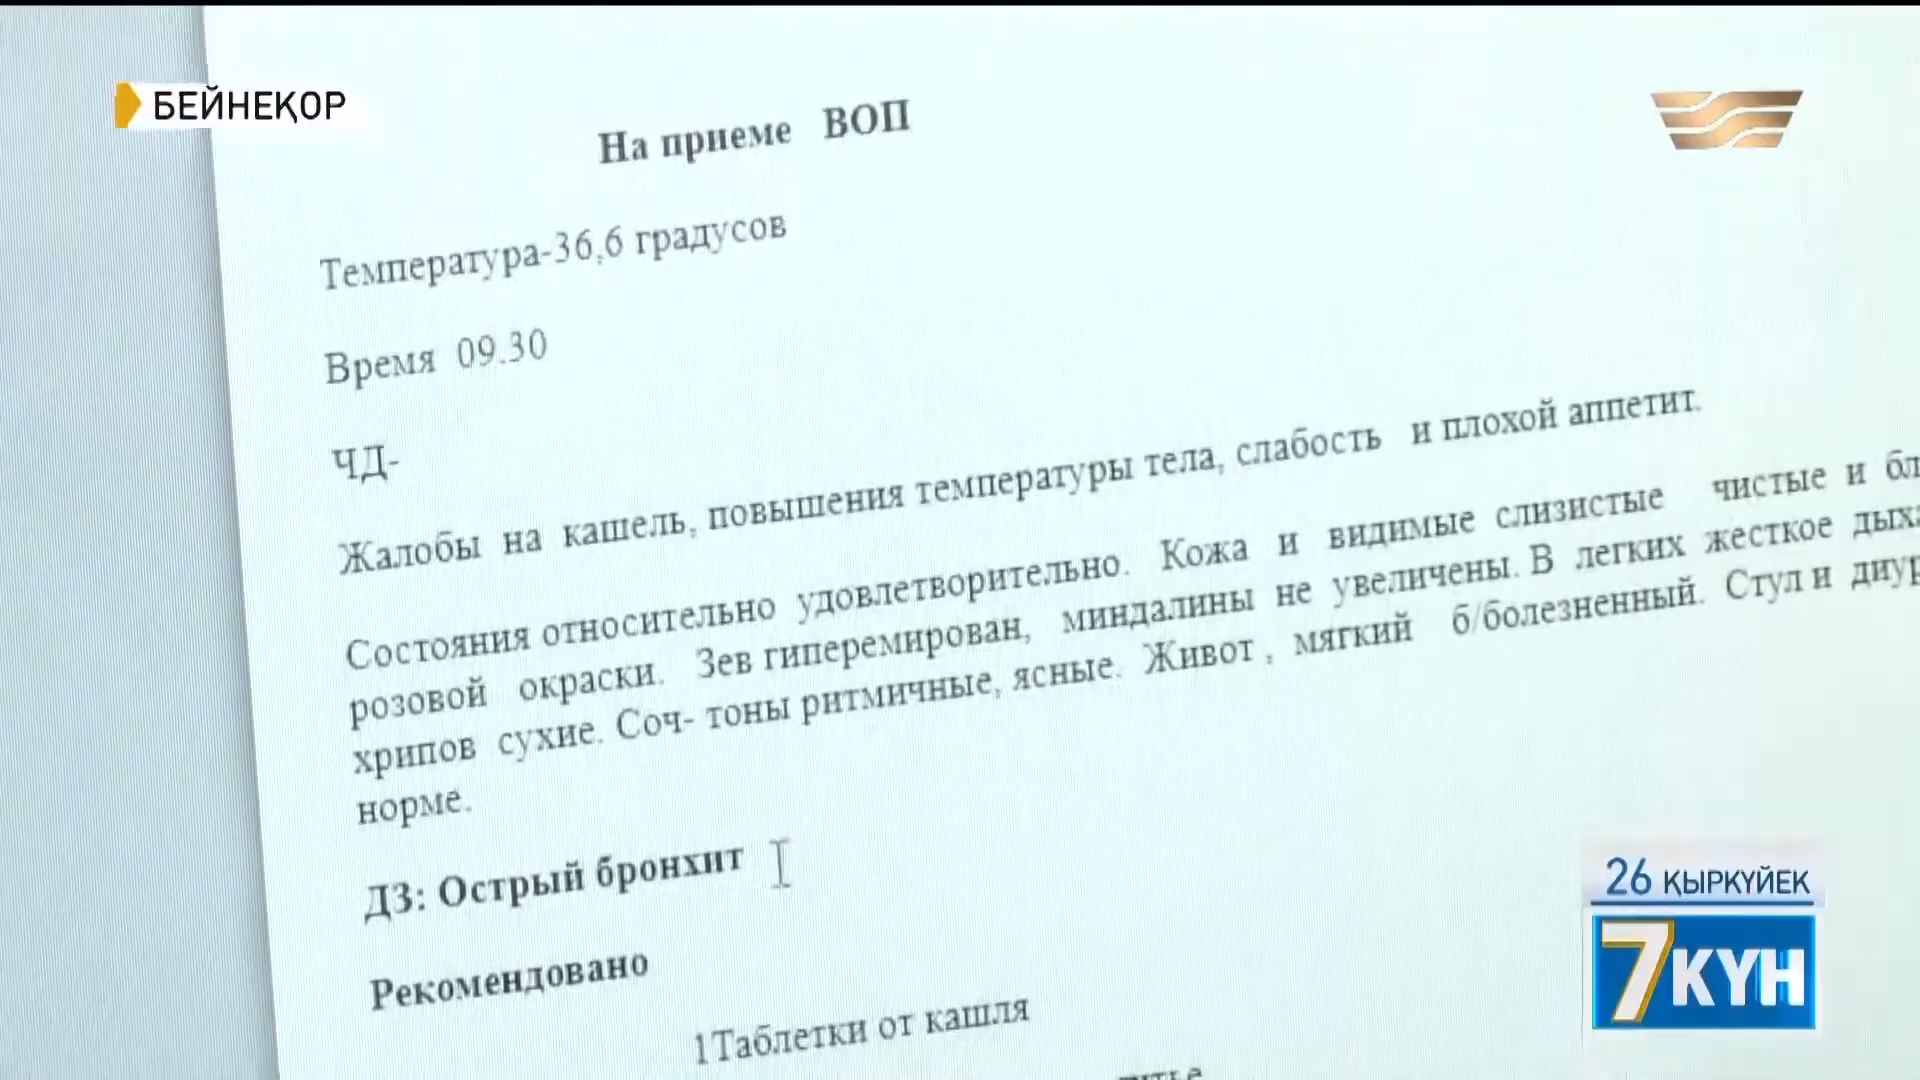 БЕЙНЕҚОР
На приеме ВОП
Температура-36,6 градусов
Время 09.30
ЧД-
Жалобы на кашель, повышения температуры тела, слабость и плохой аппетит.
Состояния относительно удовлетворительно. Кожа и видимые слизистые чистые и
розовой окраски. Зев гиперемирован, миндалины не увеличены. В легких жесткое
хрипов сухие. Соч- тоны ритмичные, ясные. Живот , мягкий б/болезненный. Стул и
норме.
ДЗ: Острый бронхит
Рекомендовано
1Таблетки от кашля
26 ҚЫРКҮЙЕК
7КҮН